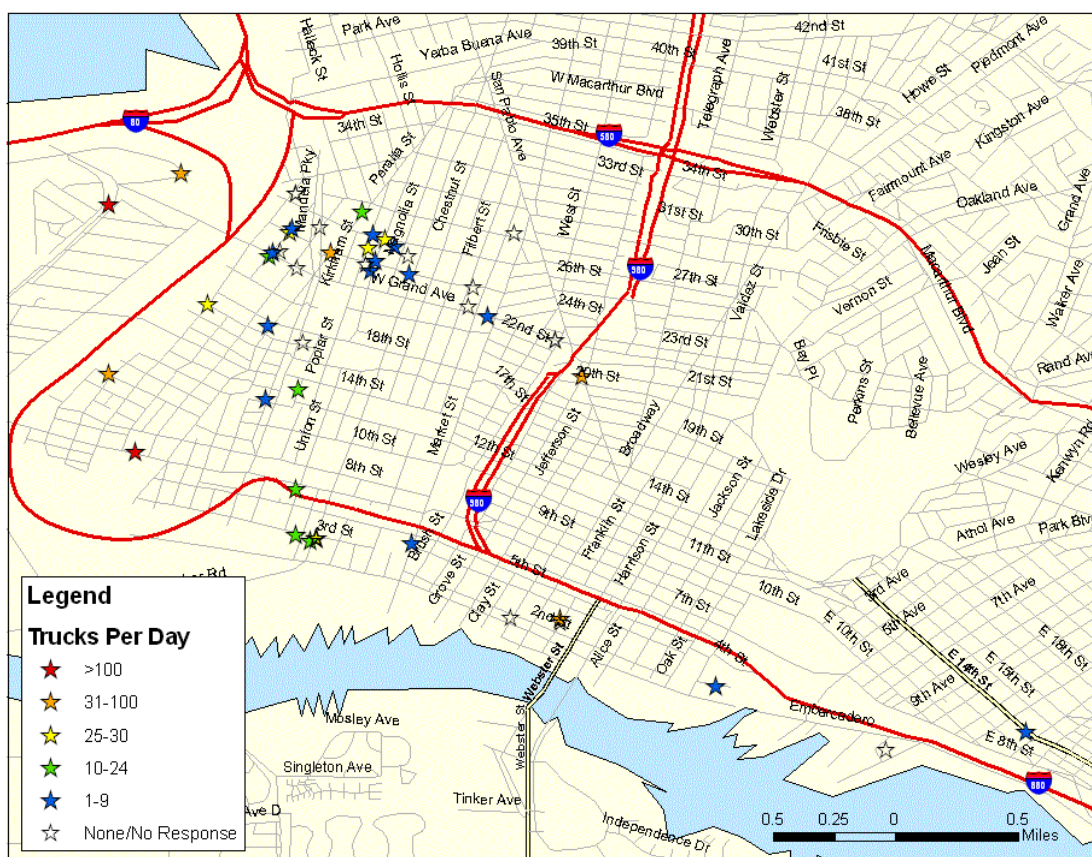 42nd St
Park Ave
Yerba Buena Ave
39th St
40th St
41st St
Halleck St
Hollis St
San Pablo Ave
Telegraph Ave
Webster St
Howe St
Piedmont Ave
W Macarthur Blvd
38th St
Kingston Ave
80
34th St
35th St
580
33rd St
34th St
Fairmount Ave
Oakland Ave
Grand Ave
Mandela Pky
Peralta St
Magnolia St
Chestnut St
Filbert St
West St
31st St
30th St
Frisbie St
Jean St
Macarthur Blvd
Kirkham St
W Grand Ave
26th St
580
27th St
Valdez St
Vernon St
Walker Ave
24th St
22nd St
23rd St
Poplar St
18th St
Bay Pl
Perkins St
Bellevue Ave
Rand Ave
14th St
17th St
20th St
21st St
Union St
10th St
Market St
12th St
Jefferson St
Broadway
19th St
Wesley Ave
Kenwyn Rd
8th St
980
14th St
Jackson St
Lakeside Dr
3rd St
Brush St
9th St
Franklin St
Harrison St
11th St
Athol Ave
Park Blv
Grove St
5th St
10th St
3rd Ave
7th Ave
Clay St
2nd St
7th St
E 10th St
5th Ave
E 18th St
Webster St
Alice St
Oak St
4th St
E 14th St
E 15th St
9th Ave
Embarcadero
E 8th St
Mosley Ave
Webster St
Singleton Ave
880
Tinker Ave
Ave D
Independence Dr
Legend
Trucks Per Day
>100
31-100
25-30
10-24
1-9
None/No Response
0.5 0.25 0 0.5
Miles